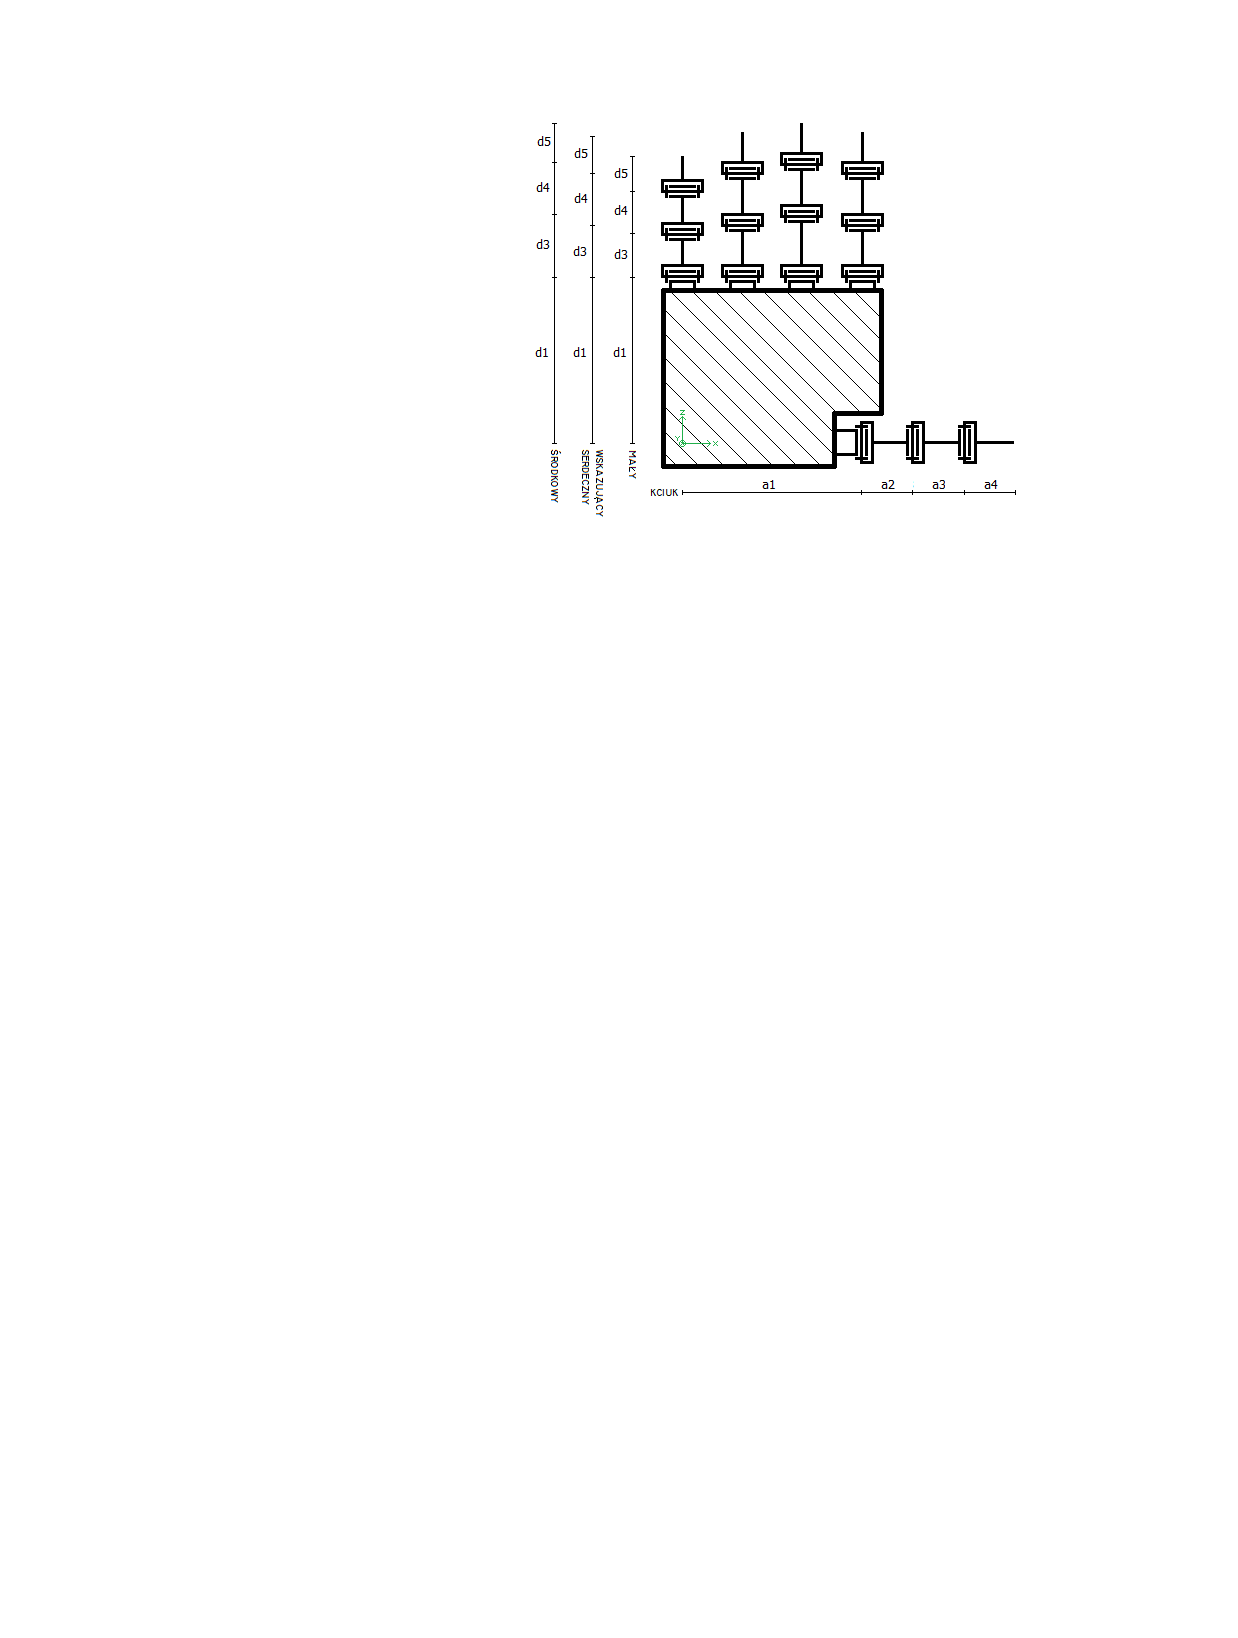 d5
d5
d5
d4
d4
d4
d3
d3
d3
d1
d1
d1
Z
Y
X
ŚRODKOWY
SERDECZNY
WSKAZUJĄCY
MAŁY
KCIUK
a1
a2
a3
a4